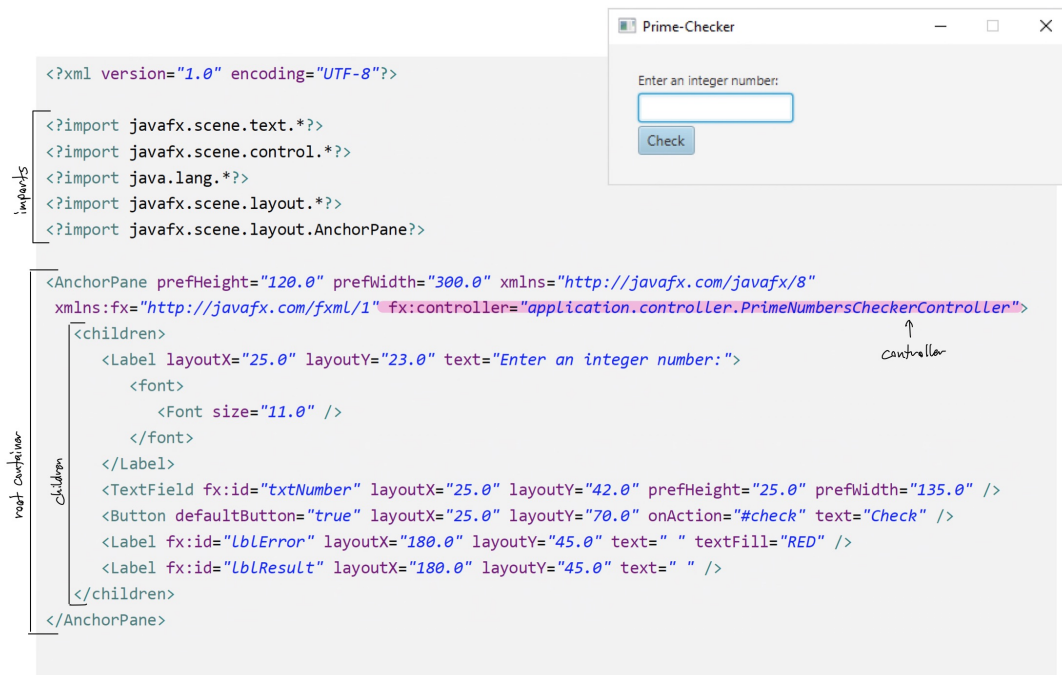 Prime-Checker
Enter an integer number:
Check
<?xml version="1.0" encoding="UTF-8"?>
imports
<?import javafx.scene.text.*?>
<?import javafx.scene.control.*?>
<?import java.lang.*?>
<?import javafx.scene.layout.*?>
<?import javafx.scene.layout.AnchorPane?>
root container
<AnchorPane prefHeight="120.0" prefWidth="300.0" xmlns="http://javafx.com/javafx/8"
xmlns:fx="http://javafx.com/fxml/1" fx:controller="application.controller.PrimeNumbersCheckerController">
controller
children
<children>
<Label layoutX="25.0" layoutY="23.0" text="Enter an integer number:">
<font>
<Font size="11.0" />
</font>
</Label>
<TextField fx:id="txtNumber" layoutX="25.0" layoutY="42.0" prefHeight="25.0" prefWidth="135.0" />
<Button defaultButton="true" layoutX="25.0" layoutY="70.0" onAction="#check" text="Check" />
<Label fx:id="lblError" layoutX="180.0" layoutY="45.0" text=" " textFill="RED" />
<Label fx:id="lblResult" layoutX="180.0" layoutY="45.0" text=" " />
</children>
</AnchorPane>